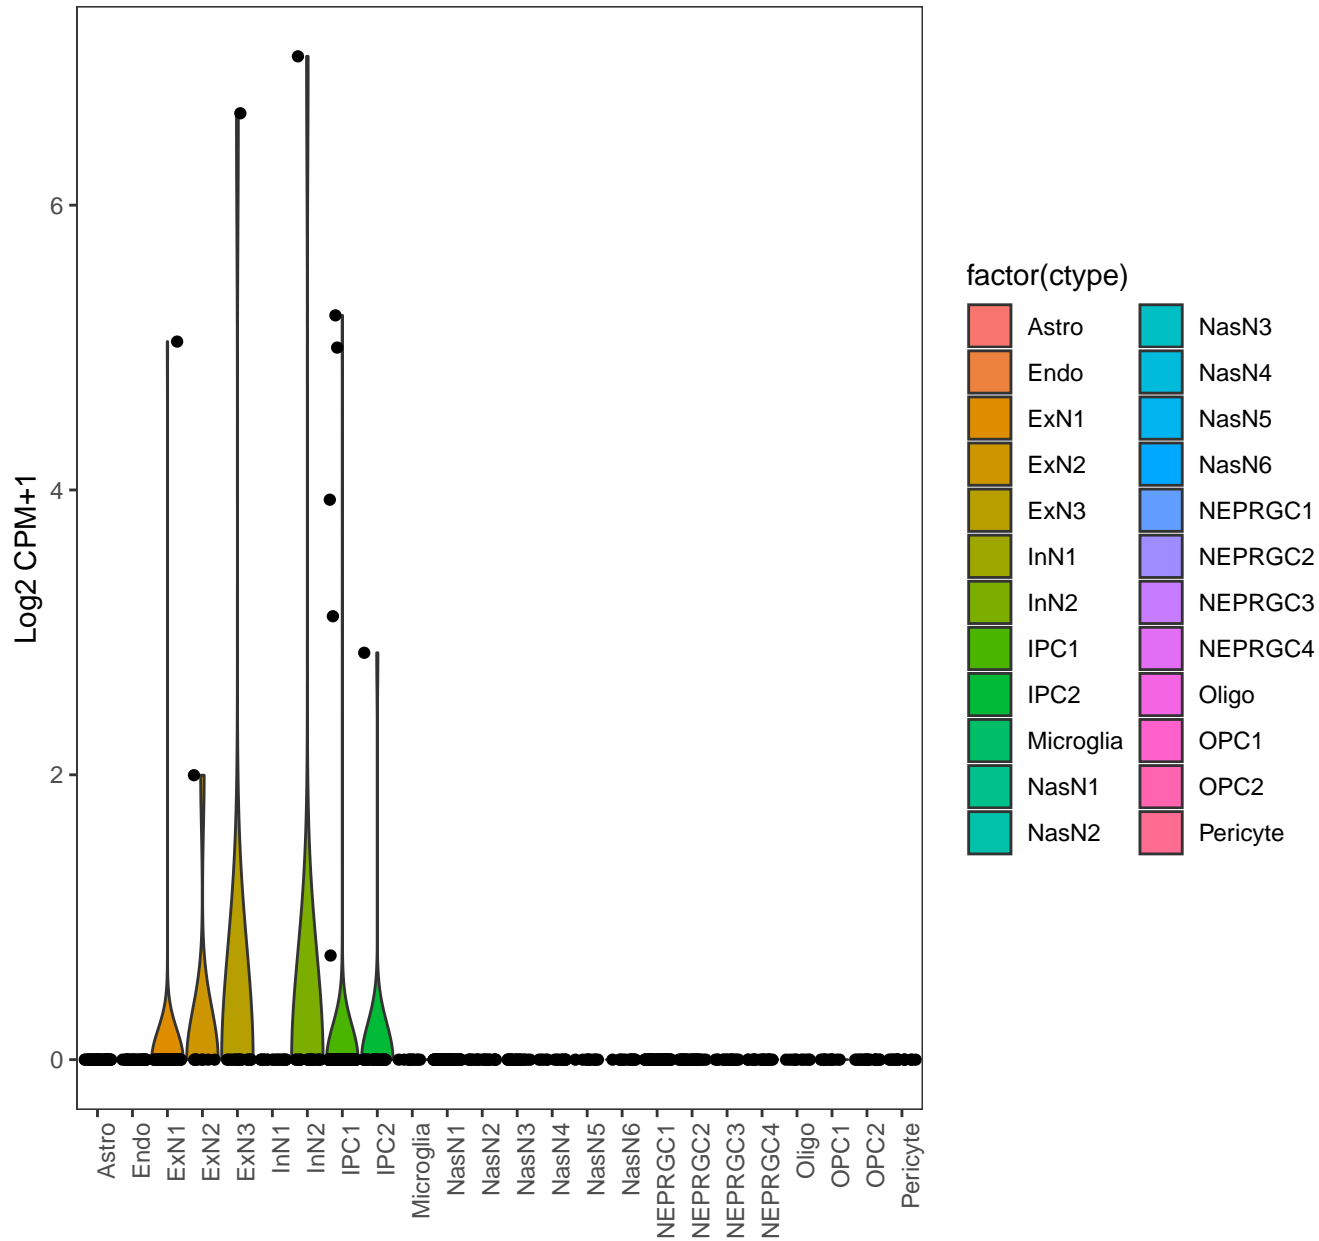 Log2 CPM+1
6
4
2
0
Astro
Endo
ExN1
ExN2
ExN3
InN1
InN2
IPC1
IPC2
Microglia
NasN1
NasN2
NasN3
NasN4
NasN5
NasN6
NEPRGC1
NEPRGC2
NEPRGC3
NEPRGC4
Oligo
OPC1
OPC2
Pericyte
factor(ctype)
Astro
Endo
ExN1
ExN2
ExN3
InN1
InN2
IPC1
IPC2
Microglia
NasN1
NasN2
NasN3
NasN4
NasN5
NasN6
NEPRGC1
NEPRGC2
NEPRGC3
NEPRGC4
Oligo
OPC1
OPC2
Pericyte